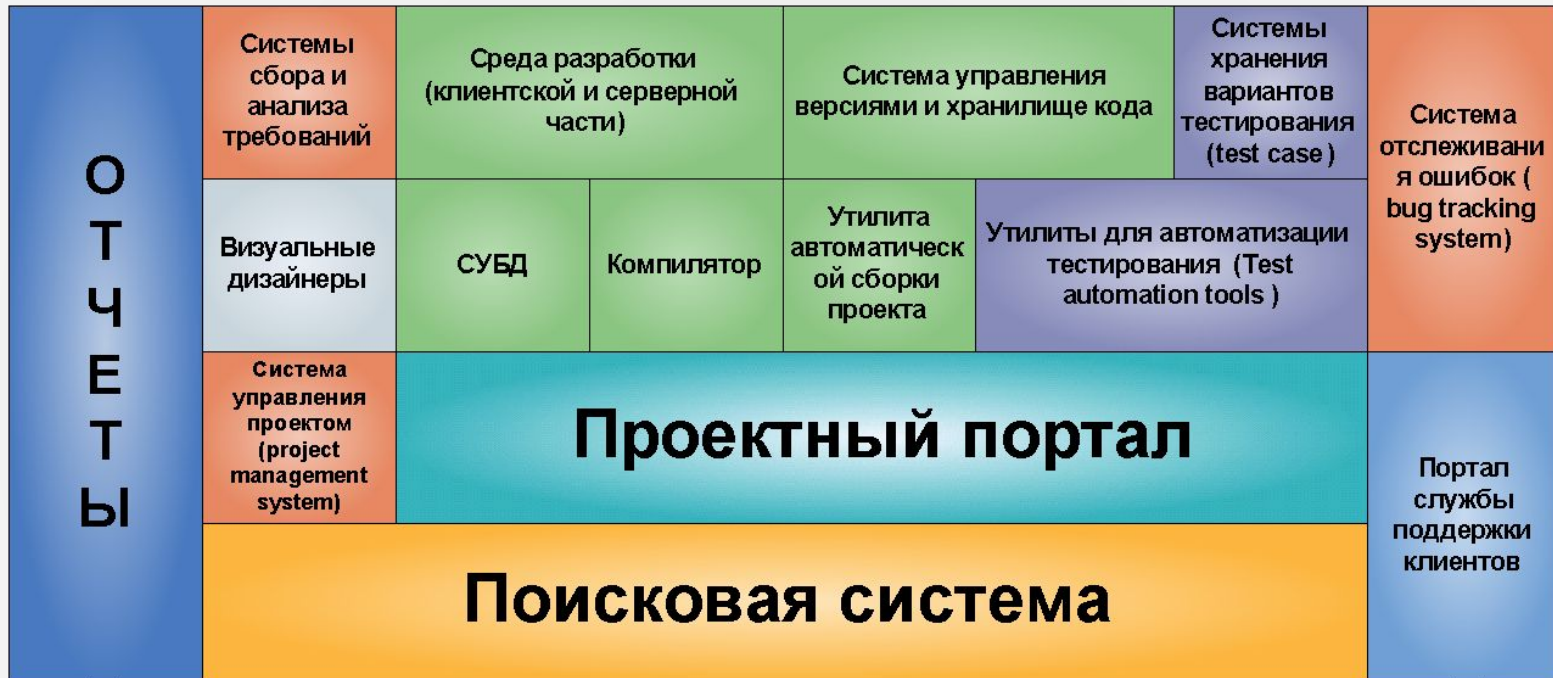 О
Т
Ч
Е
Т
Ы
Системы
сбора и
анализа
требований
Среда разработки
(клиентской и серверной
части)
Система управления
версиями и хранилище кода
Системы
хранения
вариантов
тестирования
(test case )
Система
отслеживани
я ошибок (
bug tracking
system)
Визуальные
дизайнеры
СУБД
Компилятор
Утилита
автоматическ
ой сборки
проекта
Утилиты для автоматизации
тестирования (Test
automation tools )
Система
управления
проектом
(project
management
system)
Проектный портал
Портал
службы
поддержки
клиентов
Поисковая система